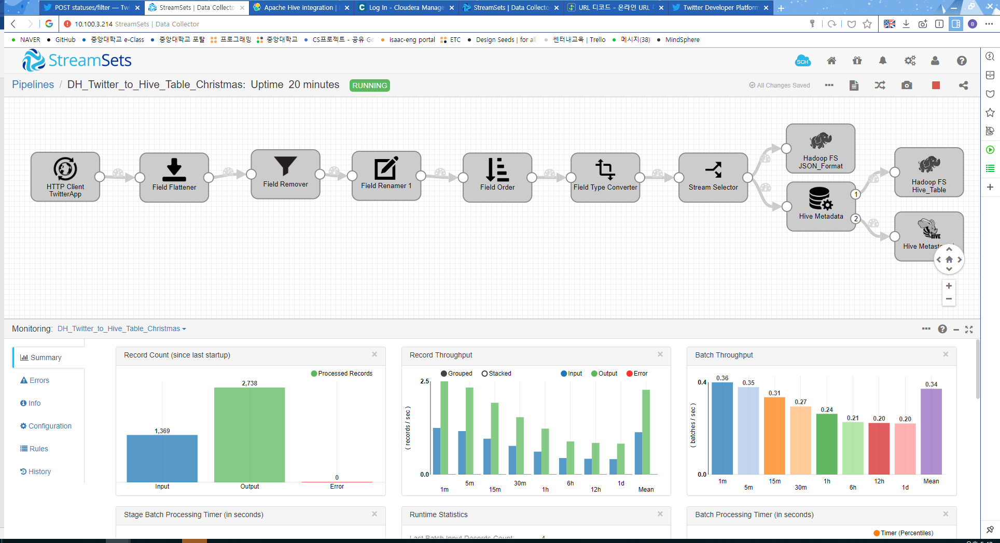 POST statuses/filter — Twi
StreamSets | Data Collecto
Apache Hive integration |
Log In - Cloudera Manage
StreamSets | Data Collecto
URL 디코드 - 온라인 URL
Twitter Developer Platform
10.100.3.214 StreamSets | Data Collector
8
NAVER
GitHub
중앙대학교 e-Class
중앙대학교 포탈
프로그래밍
중앙대학교
CS프로젝트 - 공유 Go
isaac-eng portal
ETC
Design Seeds | for all
쎈터내교육 | Trello
메시지(38)
MindSphere
StreamSets
SCH
Pipelines / DH_Twitter_to_Hive_Table_Christmas: Uptime 20 minutes RUNNING
All Changes Saved
HTTP Client
TwitterApp
Field Flattener
Field Remover
Field Renamer 1
Field Order
Field Type Converter
Stream Selector
Hadoop FS
JSON_Format
Hive Metadata
1
2
Hadoop FS
Hive_Table
HIVE
Hive Metast
Monitoring: DH_Twitter_to_Hive_Table_Christmas
Summary
Errors
Info
Configuration
Rules
History
Record Count (since last startup)
Processed Records
1,369
2,738
0
Input
Output
Error
Record Throughput
Grouped
Stacked
Input
Output
Error
2.5
( records / sec )
0.0
1m
5m
15m
30m
1h
6h
12h
1d
Mean
Batch Throughput
0.4
( batches / sec )
0.0
0.36
0.35
0.31
0.27
0.24
0.21
0.20
0.20
0.34
1m
5m
15m
30m
1h
6h
12h
1d
Mean
Stage Batch Processing Timer (in seconds)
Runtime Statistics
Last Batch Input Records Count: 4
Batch Processing Timer (in seconds)
Timer (Percentiles)